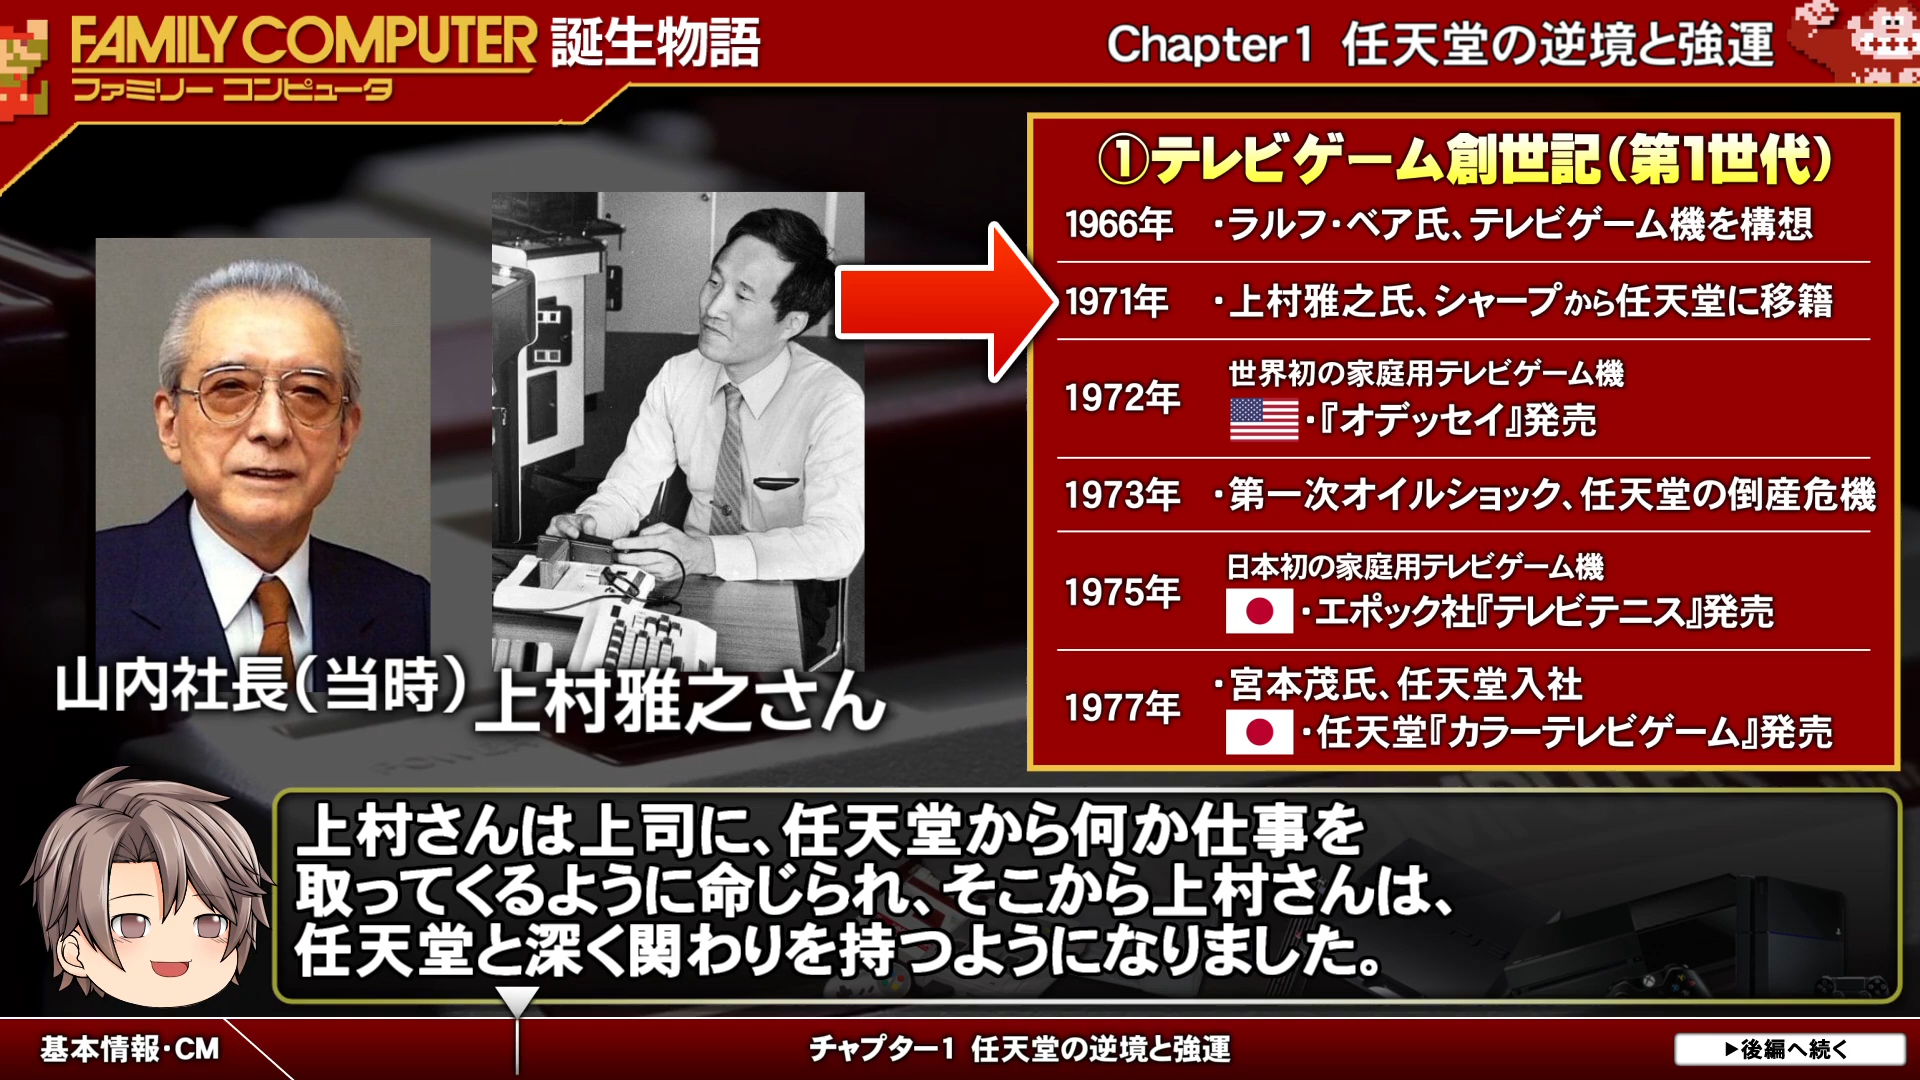 FAMILY COMPUTER 誕生物語
ファミリー コンピュータ
Chapter1 任天堂の逆境と強運
①テレビゲーム創世記(第1世代)
1966年 ・ラルフ・ベア氏、テレビゲーム機を構想
1971年 ・上村雅之氏、シャープから任天堂に移籍
1972年
世界初の家庭用テレビゲーム機
・『オデッセイ』発売
1973年 ・第一次オイルショック、任天堂の倒産危機
1975年
日本初の家庭用テレビゲーム機
・エポック社『テレビテニス』発売
1977年
・宮本茂氏、任天堂入社
・任天堂『カラーテレビゲーム』発売
山内社長(当時)
上村雅之さん
上村さんは上司に、任天堂から何か仕事を
取ってくるように命じられ、そこから上村さんは、
任天堂と深く関わりを持つようになりました。
基本情報・CM
チャプター1 任天堂の逆境と強運
▶後編へ続く